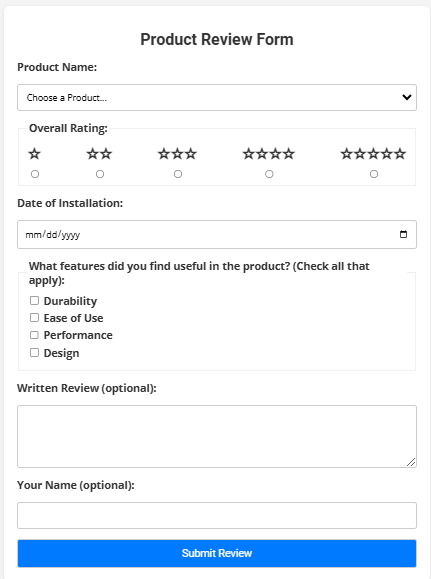 Product Review Form
Product Name:
Choose a Product...
Overall Rating:
☆ ☆☆ ☆☆☆ ☆☆☆☆ ☆☆☆☆☆
Date of Installation:
mm/dd/yyyy
What features did you find useful in the product? (Check all that
apply):
Durability
Ease of Use
Performance
Design
Written Review (optional):
Your Name (optional):
Submit Review